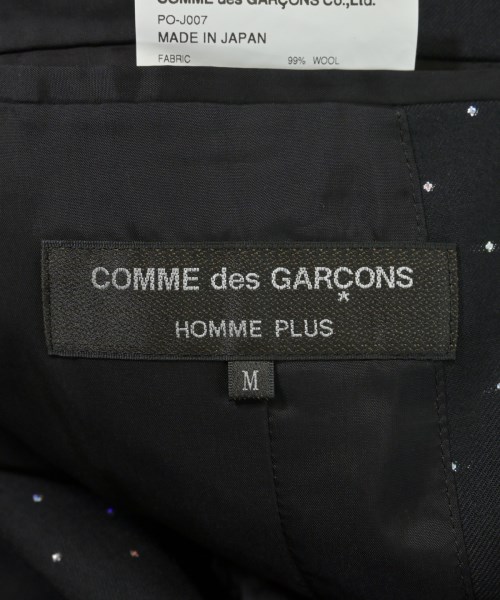 COMME des GARÇONS Co.,Ltd.
PO-J007
MADE IN JAPAN
FABRIC 99% WOOL
COMME des GARÇONS
*
HOMME PLUS
M